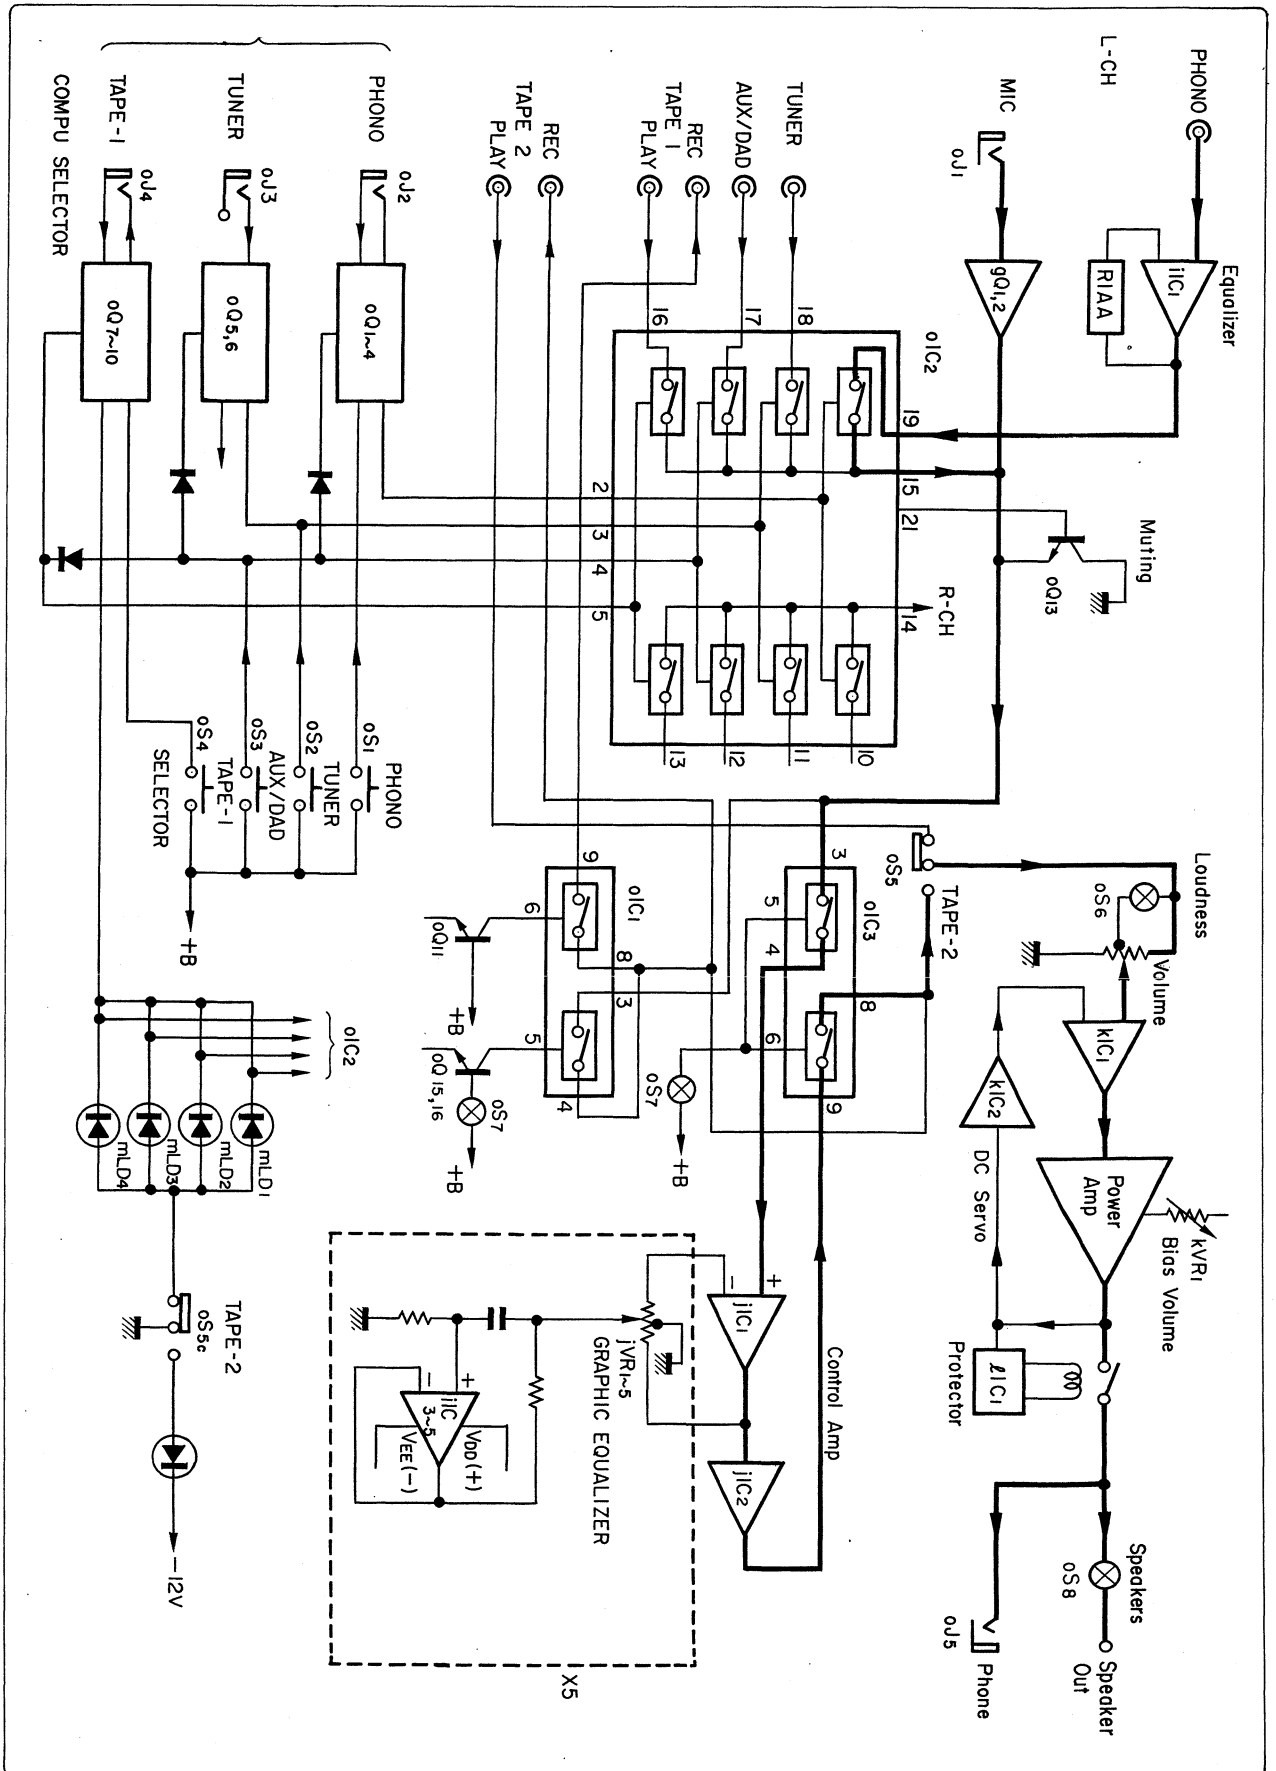 PHONO
L-CH
Equalizer
iIC1
RIAA
MIC
oJ1
gQ1,2
Muting
oQ13
TUNER
AUX/DAD
REC
TAPE 1
PLAY
REC
TAPE 2
PLAY
oIC2
18
17
16
19
15
21
14
R-CH
2
3
4
5
10
11
12
13
PHONO
oJ2
oQ1~4
TUNER
oJ3
oQ5,6
TAPE-1
oJ4
oQ7~10
COMPU SELECTOR
oS1
PHONO
oS2
TUNER
oS3
AUX/DAD
oS4
TAPE-1
SELECTOR
+B
Loudness
oS6
Volume
kIC1
kIC2
DC Servo
Power
Amp
kVR1
Bias Volume
ℓIC1
Protector
Speakers
oS8
Speaker
Out
oJ5
Phone
TAPE-2
oS5
oIC3
3
5
4
8
6
9
oS7
+B
oIC1
9
6
8
3
5
4
oQ11
+B
oQ15,16
oS7
+B
Control Amp
+
−
jIC1
jIC2
jVR1~5
GRAPHIC EQUALIZER
+
−
jIC
3~5
VDD(+)
VEE(−)
X5
oIC2
mLD1
mLD2
mLD3
mLD4
TAPE-2
oS5c
−12V